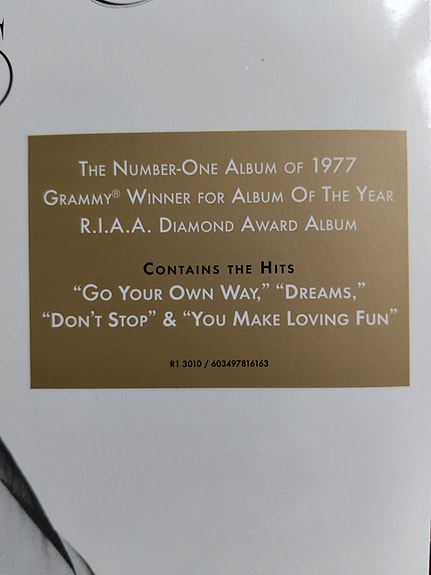 The Number-One Album of 1977
Grammy® Winner for Album Of The Year
R.I.A.A. Diamond Award Album
Contains the Hits
“Go Your Own Way,” “Dreams,”
“Don't Stop” & “You Make Loving Fun”
R1 3010 / 603497816163